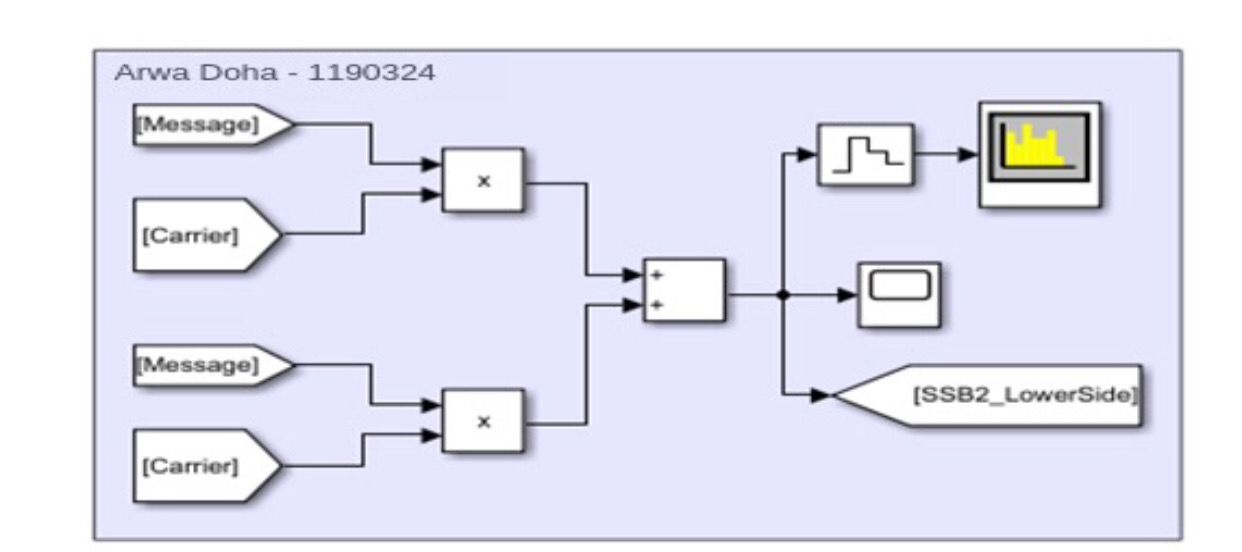 Arwa Doha - 1190324
[Message]
[Carrier]
x
+
+
[SSB2_LowerSide]
[Message]
[Carrier]
x